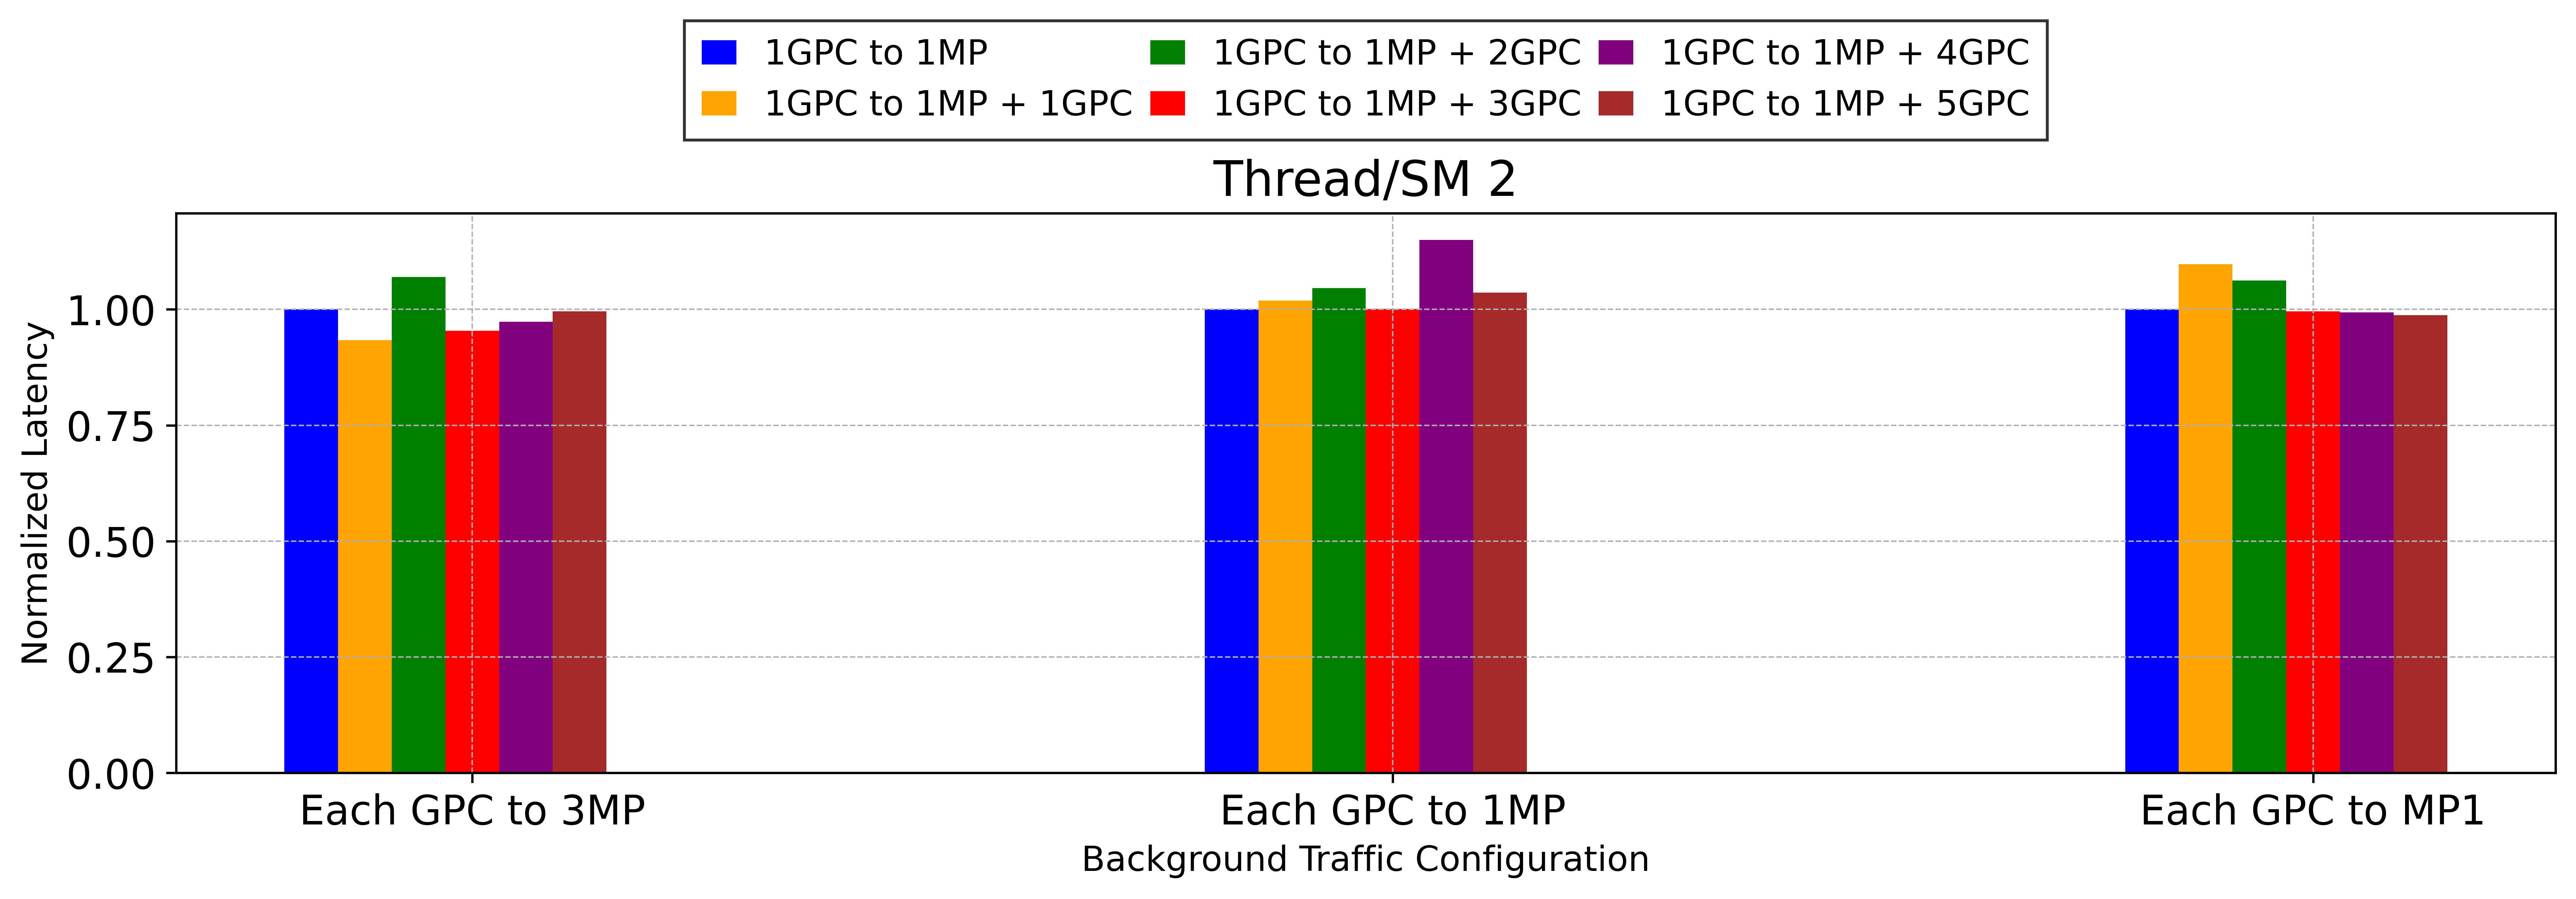 1GPC to 1MP
1GPC to 1MP + 1GPC
1GPC to 1MP + 2GPC
1GPC to 1MP + 3GPC
1GPC to 1MP + 4GPC
1GPC to 1MP + 5GPC
Thread/SM 2
Normalized Latency
1.00
0.75
0.50
0.25
0.00
Each GPC to 3MP
Each GPC to 1MP
Each GPC to MP1
Background Traffic Configuration